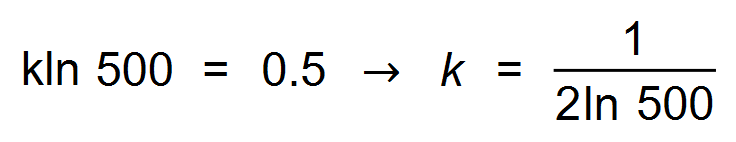 kln 500 = 0.5 → k = 1/2ln 500